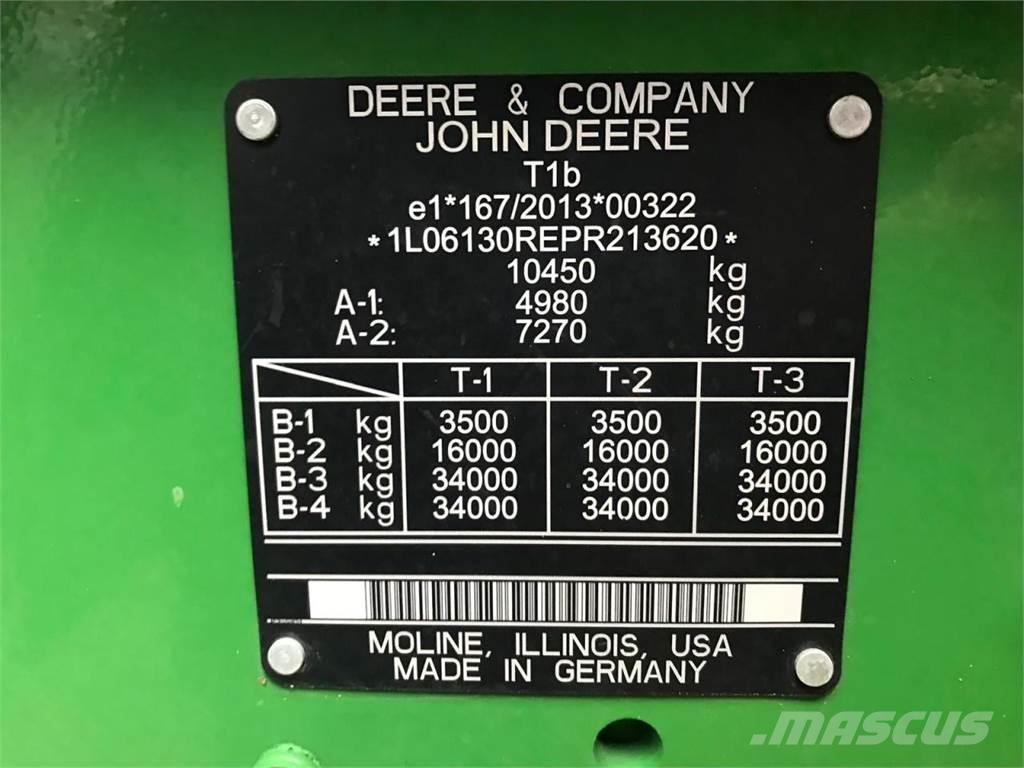 DEERE & COMPANY
JOHN DEERE
T1b
e1*167/2013*00322
*1L06130REPR213620*
10450 kg
A-1: 4980 kg
A-2: 7270 kg
T-1 T-2 T-3
B-1 kg 3500 3500 3500
B-2 kg 16000 16000 16000
B-3 kg 34000 34000 34000
B-4 kg 34000 34000 34000
MOLINE, ILLINOIS, USA
MADE IN GERMANY
MASCUS